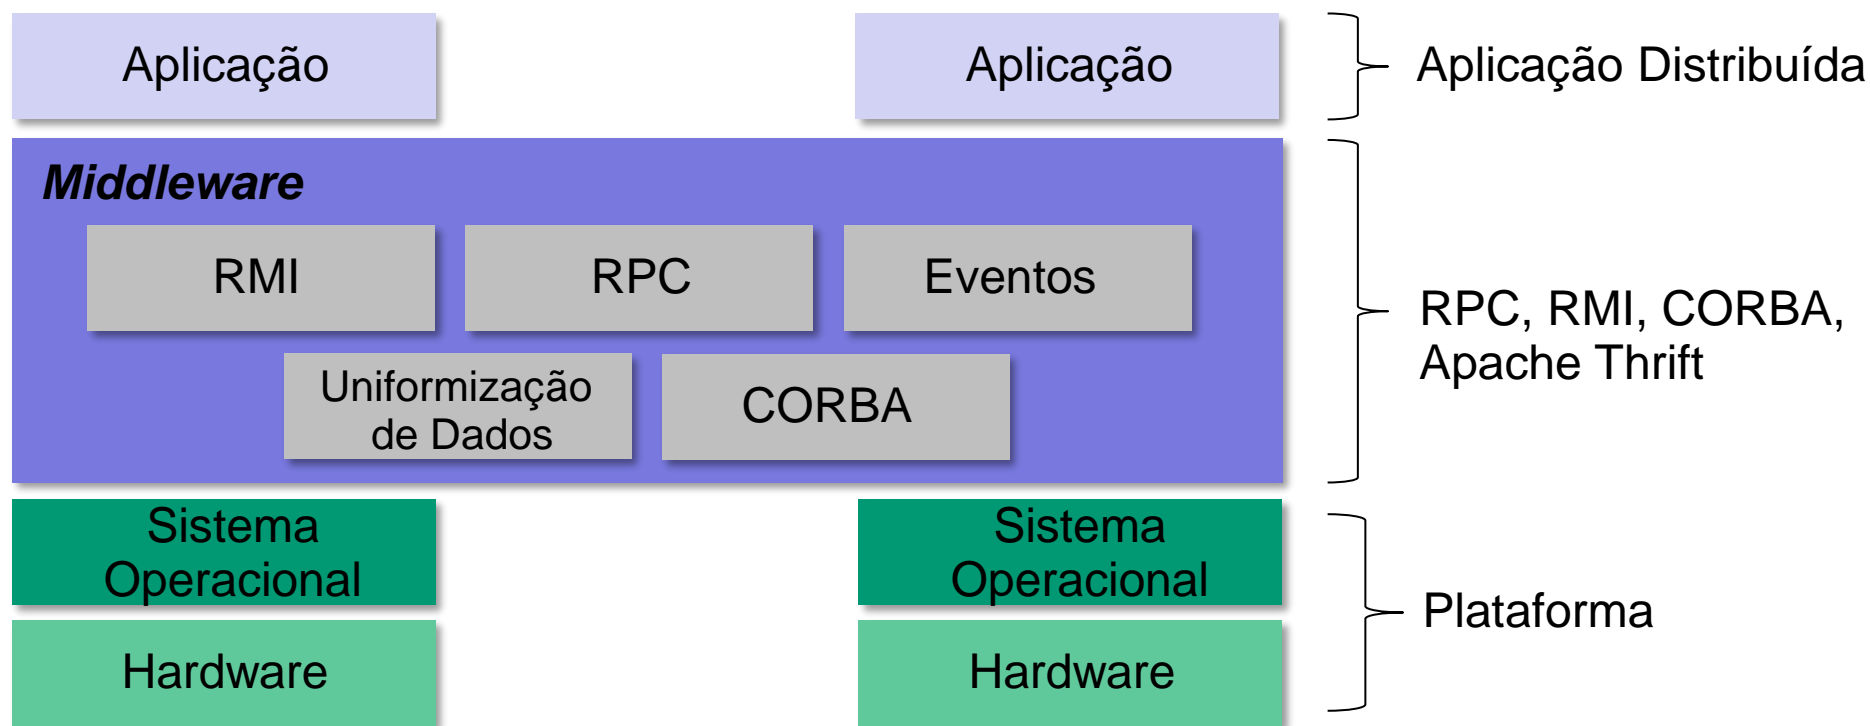 Aplicação
Aplicação
Aplicação Distribuída
Middleware
RMI
RPC
Eventos
Uniformização
de Dados
CORBA
RPC, RMI, CORBA,
Apache Thrift
Sistema
Operacional
Sistema
Operacional
Hardware
Hardware
Plataforma